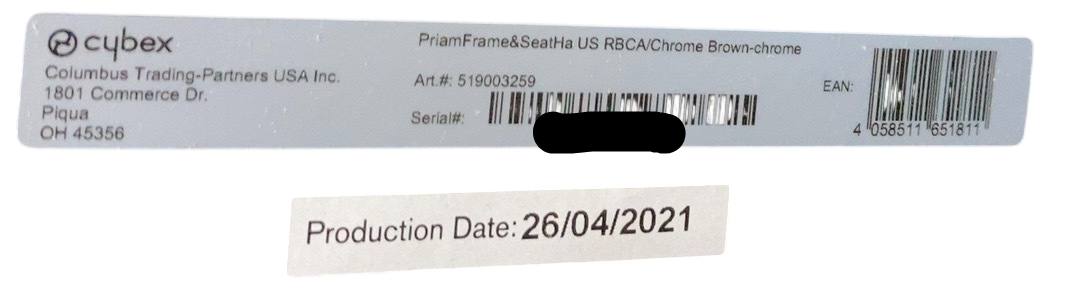 cybex
Columbus Trading-Partners USA Inc.
1801 Commerce Dr.
Piqua
OH 45356
PriamFrame&SeatHa US RBCA/Chrome Brown-chrome
Art.#: 519003259
Serial#:
EAN:
4 058511 651811
Production Date: 26/04/2021